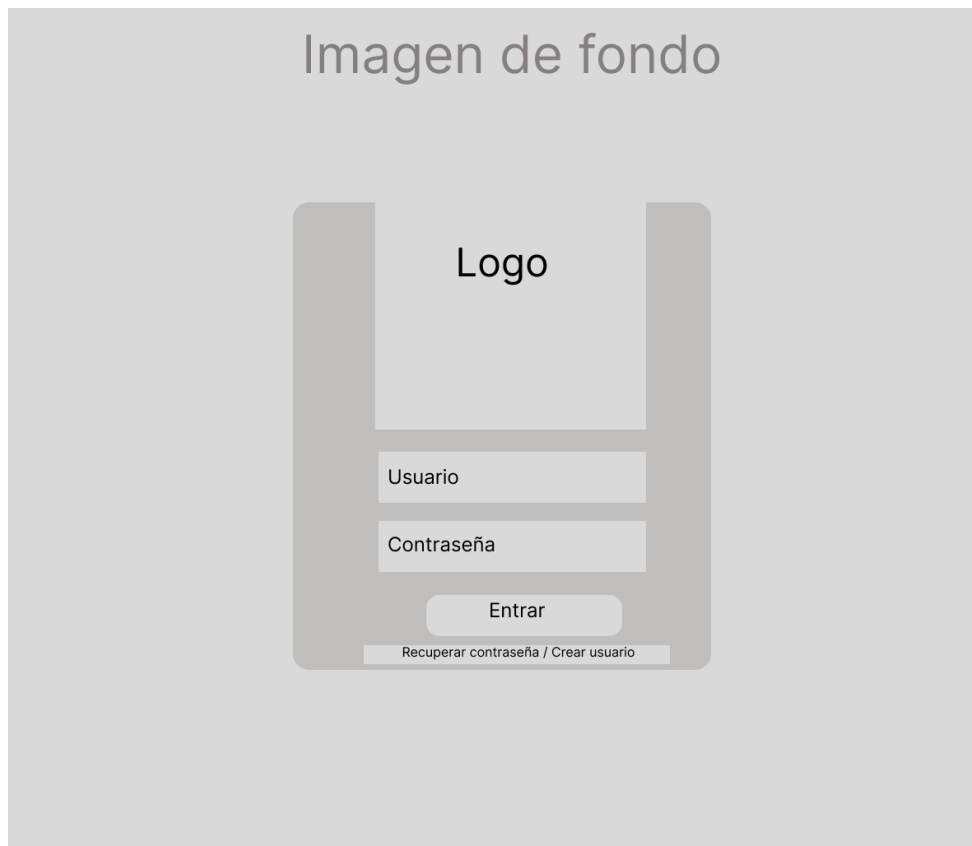 Imagen de fondo
Logo
Usuario
Contraseña
Entrar
Recuperar contraseña / Crear usuario